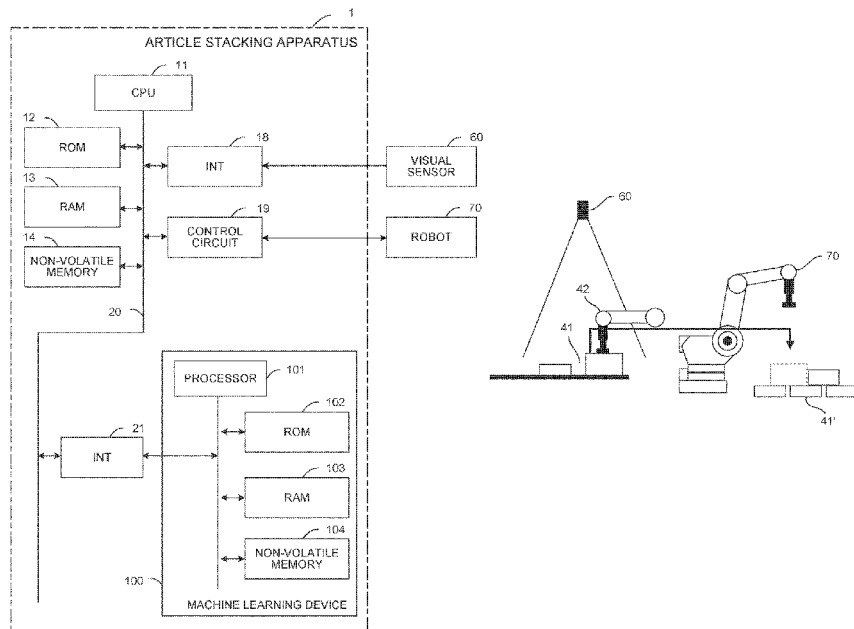 1
ARTICLE STACKING APPARATUS
11
CPU
12
ROM
18
INT
60
VISUAL
SENSOR
13
RAM
19
CONTROL
CIRCUIT
70
ROBOT
14
NON-VOLATILE
MEMORY
20
60
42
41
70
41'
101
PROCESSOR
102
ROM
21
INT
103
RAM
104
NON-VOLATILE
MEMORY
100
MACHINE LEARNING DEVICE